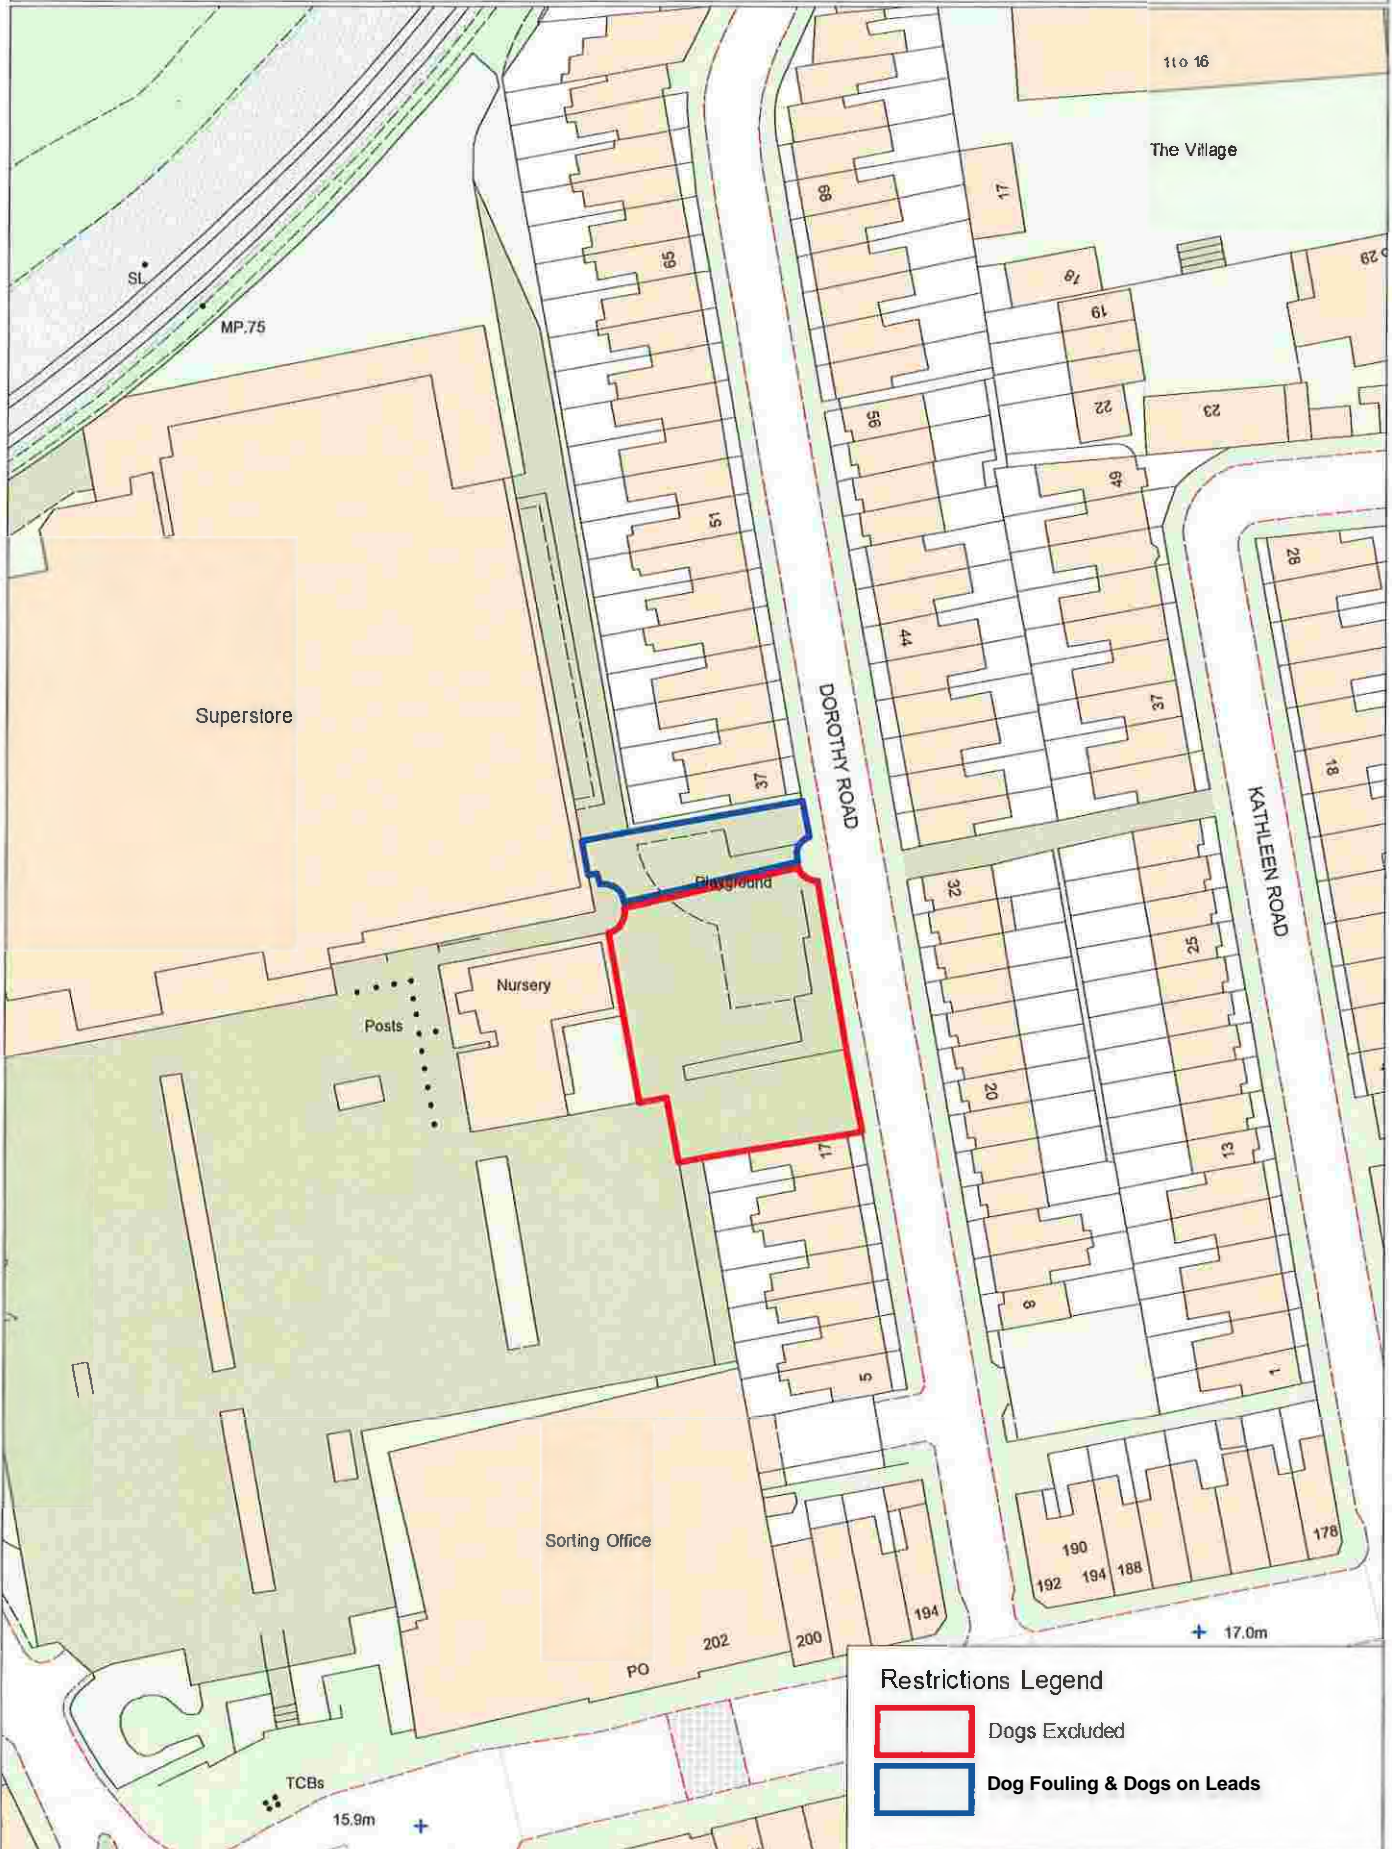 1 to 16
The Village
17
68
65
18
29
SL
MP.75
19
22
23
56
49
51
28
44
37
Superstore
DOROTHY ROAD
18
37
KATHLEEN ROAD
Playground
32
25
Nursery
Posts
20
13
17
8
5
1
Sorting Office
178
190
192
194
188
194
200
202
PO
17.0m
Restrictions Legend
Dogs Excluded
Dog Fouling & Dogs on Leads
TCBs
15.9m